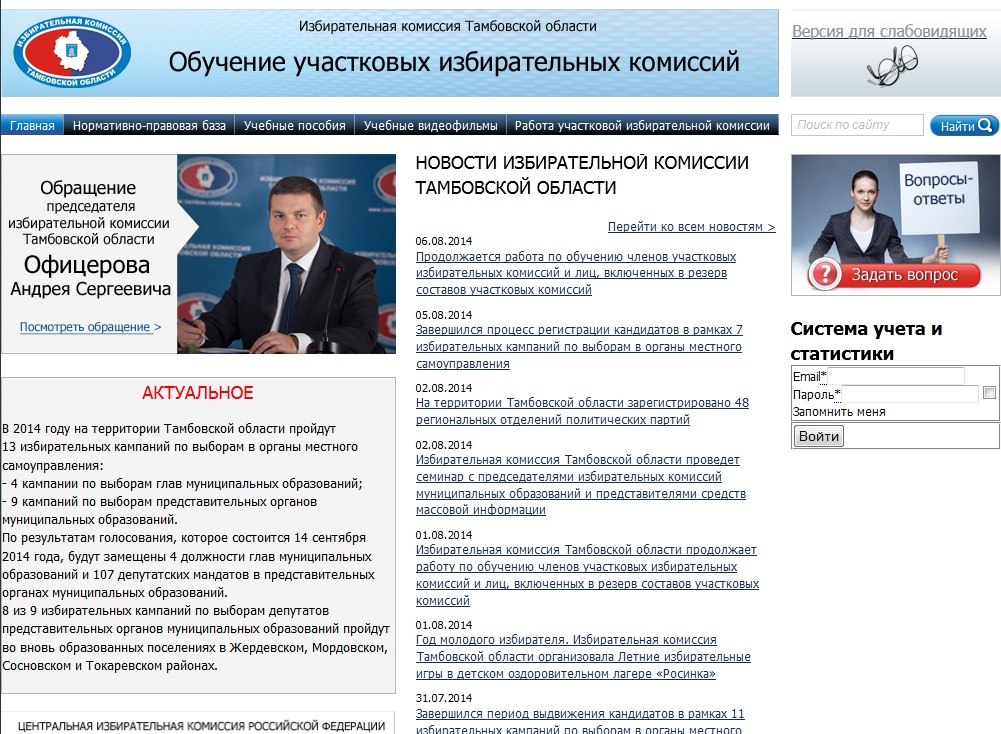 ИЗБИРАТЕЛЬНАЯ КОМИССИЯ
ТАМБОВСКОЙ ОБЛАСТИ
Избирательная комиссия Тамбовской области
Обучение участковых избирательных комиссий
Версия для слабовидящих
Главная
Нормативно-правовая база
Учебные пособия
Учебные видеофильмы
Работа участковой избирательной комиссии
Поиск по сайту
Найти
Обращение
председателя
избирательной комиссии
Тамбовской области
Офицерова
Андрея Сергеевича
Посмотреть обращение >
АКТУАЛЬНОЕ
В 2014 году на территории Тамбовской области пройдут
13 избирательных кампаний по выборам в органы местного
самоуправления:
- 4 кампании по выборам глав муниципальных образований;
- 9 кампаний по выборам представительных органов
муниципальных образований.
По результатам голосования, которое состоится 14 сентября
2014 года, будут замещены 4 должности глав муниципальных
образований и 107 депутатских мандатов в представительных
органах муниципальных образований.
8 из 9 избирательных кампаний по выборам депутатов
представительных органов муниципальных образований пройдут
во вновь образованных поселениях в Жердевском, Мордовском,
Сосновском и Токаревском районах.
ЦЕНТРАЛЬНАЯ ИЗБИРАТЕЛЬНАЯ КОМИССИЯ РОССИЙСКОЙ ФЕДЕРАЦИИ
НОВОСТИ ИЗБИРАТЕЛЬНОЙ КОМИССИИ
ТАМБОВСКОЙ ОБЛАСТИ
Перейти ко всем новостям >
06.08.2014
Продолжается работа по обучению членов участковых
избирательных комиссий и лиц, включенных в резерв
составов участковых комиссий
05.08.2014
Завершился процесс регистрации кандидатов в рамках 7
избирательных кампаний по выборам в органы местного
самоуправления
02.08.2014
На территории Тамбовской области зарегистрировано 48
региональных отделений политических партий
02.08.2014
Избирательная комиссия Тамбовской области проведет
семинар с председателями избирательных комиссий
муниципальных образований и представителями средств
массовой информации
01.08.2014
Избирательная комиссия Тамбовской области продолжает
работу по обучению членов участковых избирательных
комиссий и лиц, включенных в резерв составов участковых
комиссий
01.08.2014
Год молодого избирателя. Избирательная комиссия
Тамбовской области организовала Летние избирательные
игры в детском оздоровительном лагере «Росинка»
31.07.2014
Завершился период выдвижения кандидатов в рамках 11
избирательных кампаний по выборам в органы местного
Вопросы-
ответы
? Задать вопрос
Система учета и
статистики
Email*
Пароль*
Запомнить меня
Войти